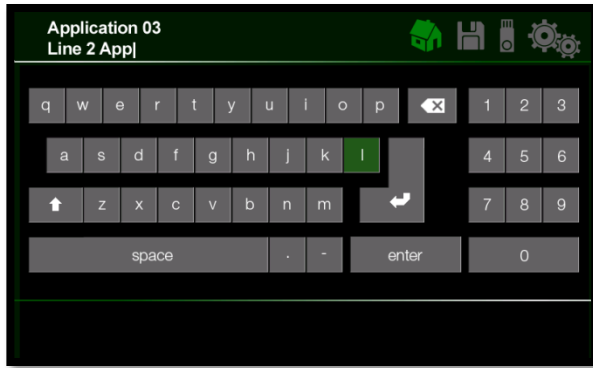 Application 03
Line 2 App|
q w e r t y u i o p 1 2 3
a s d f g h j k l 4 5 6
z x c v b n m 7 8 9
space . - enter 0